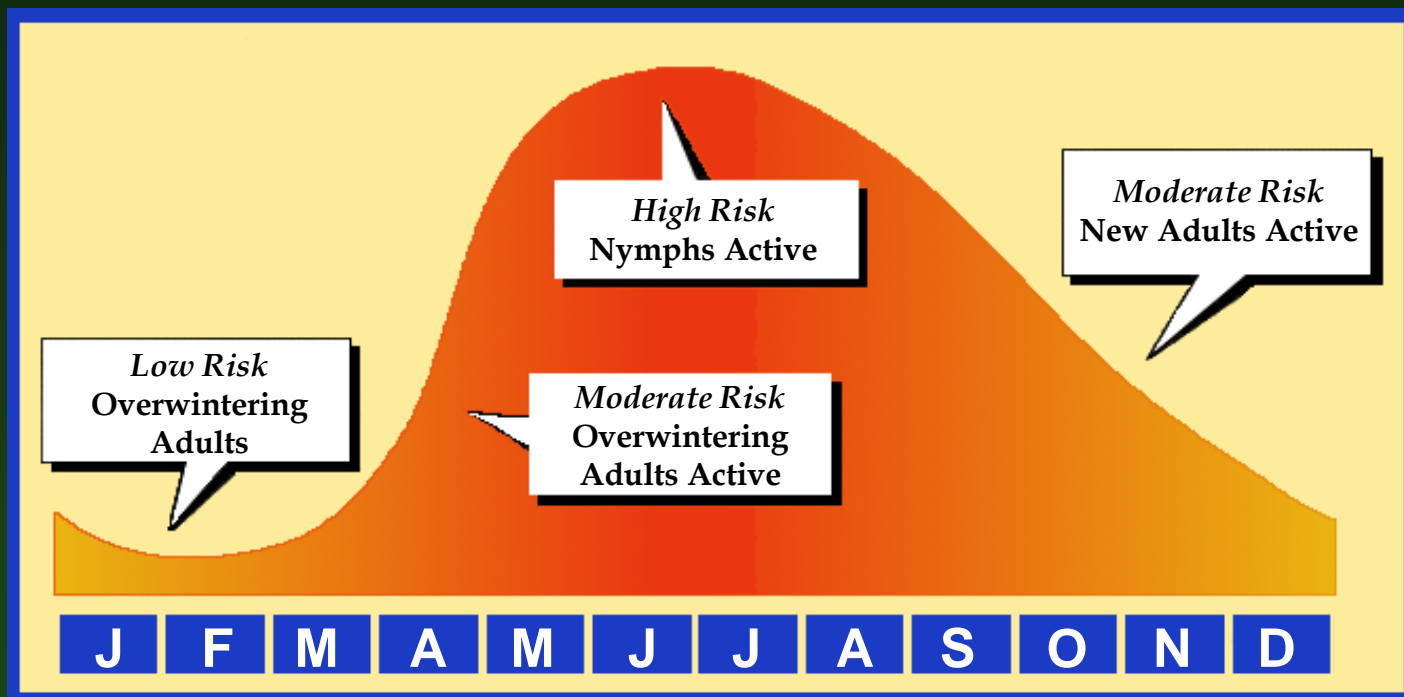 High Risk
Nymphs Active
Moderate Risk
New Adults Active
Low Risk
Overwintering
Adults
Moderate Risk
Overwintering
Adults Active
J F M A M J J A S O N D